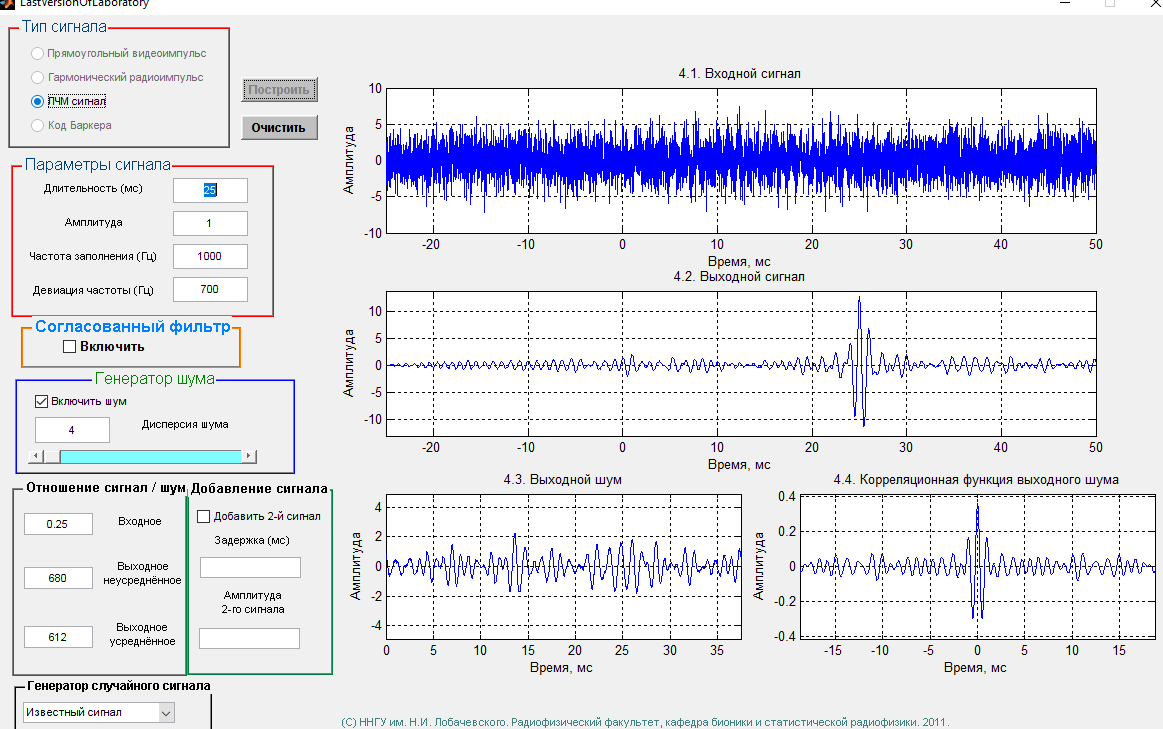 LastVersionOfLaboratory
Тип сигнала
Прямоугольный видеоимпульс
Гармонический радиоимпульс
ЛЧМ сигнал
Код Баркера
Построить
Очистить
Параметры сигнала
Длительность (мс)
25
Амплитуда
1
Частота заполнения (Гц)
1000
Девиация частоты (Гц)
700
Согласованный фильтр
Включить
Генератор шума
Включить шум
4
Дисперсия шума
Отношение сигнал / шум
0.25
Входное
680
Выходное
неусреднённое
612
Выходное
усреднённое
Добавление сигнала
Добавить 2-й сигнал
Задержка (мс)
Амплитуда
2-го сигнала
Генератор случайного сигнала
Известный сигнал
4.1. Входной сигнал
Амплитуда
10
5
0
-5
-10
-20 -10 0 10 20 30 40 50
Время, мс
4.2. Выходной сигнал
Амплитуда
10
5
0
-5
-10
-20 -10 0 10 20 30 40 50
Время, мс
4.3. Выходной шум
Амплитуда
4
2
0
-2
-4
0 5 10 15 20 25 30 35
Время, мс
4.4. Корреляционная функция выходного шума
Амплитуда
0.4
0.2
0
-0.2
-0.4
-15 -10 -5 0 5 10 15
Время, мс
(С) ННГУ им. Н.И. Лобачевского. Радиофизический факультет, кафедра бионики и статистической радиофизики. 2011.